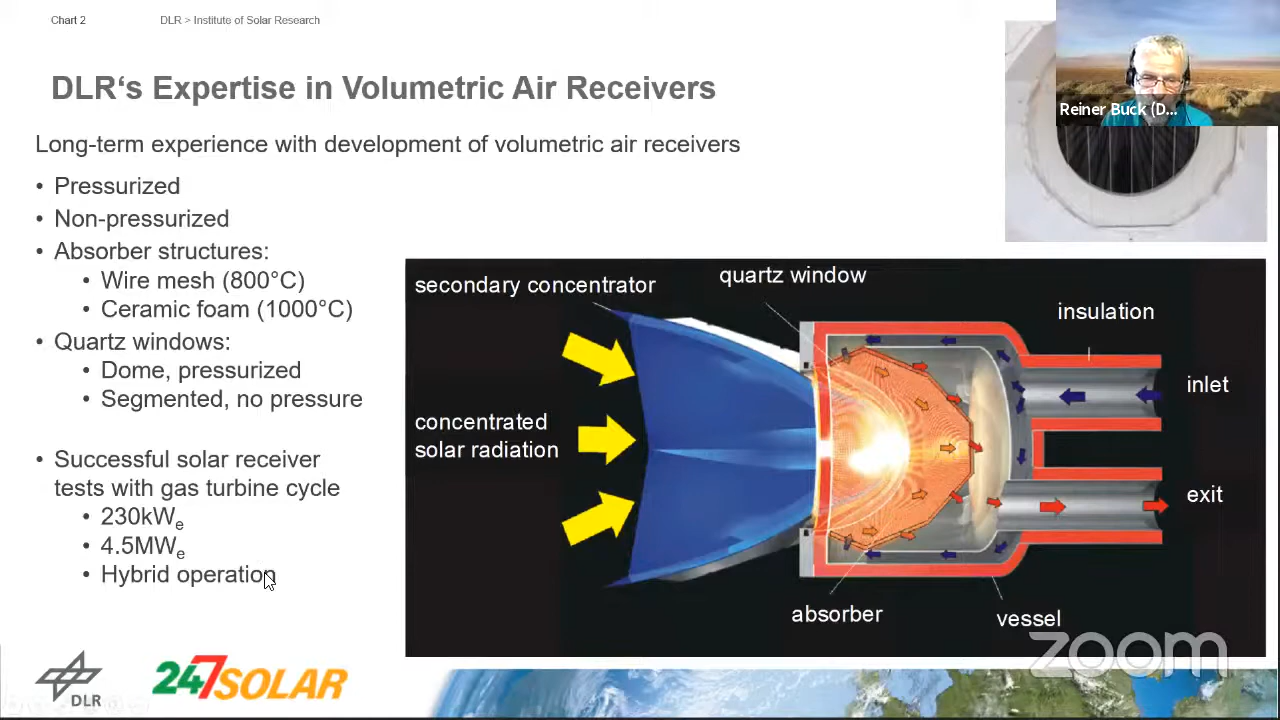 Chart 2
DLR > Institute of Solar Research
DLR‘s Expertise in Volumetric Air Receivers
Reiner Buck (D...
Long-term experience with development of volumetric air receivers
• Pressurized
• Non-pressurized
• Absorber structures:
• Wire mesh (800°C)
• Ceramic foam (1000°C)
• Quartz windows:
• Dome, pressurized
• Segmented, no pressure
• Successful solar receiver
tests with gas turbine cycle
• 230kWe
• 4.5MWe
• Hybrid operation
secondary concentrator
quartz window
insulation
inlet
concentrated
solar radiation
exit
absorber
vessel
zoom
DLR
247SOLAR